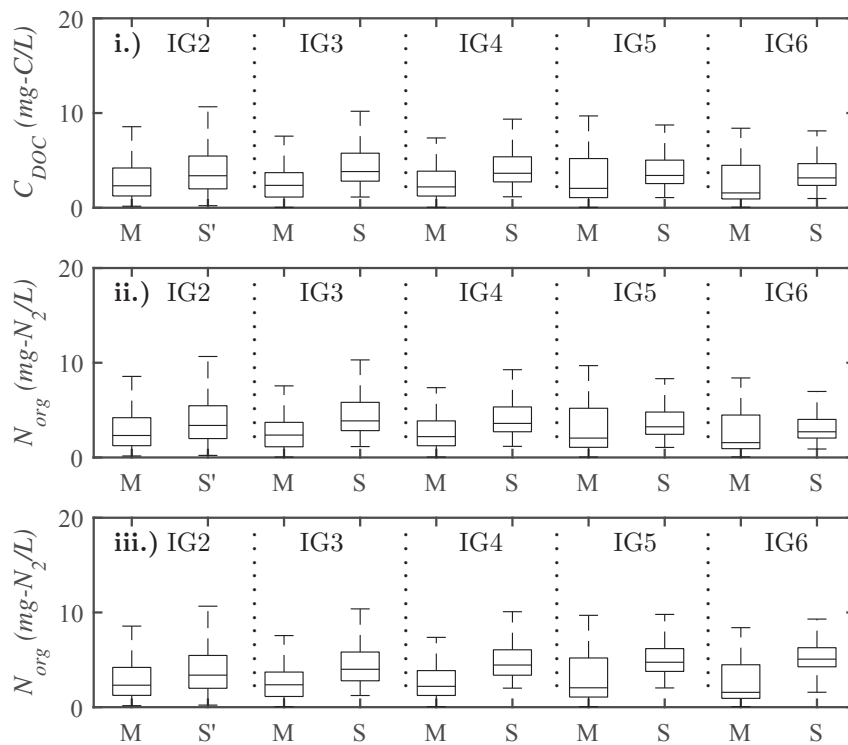 20
i.) IG2 IG3 IG4 IG5 IG6
C_DOC (mg-C/L)
10
0
M S' M S M S M S M S
20
ii.) IG2 IG3 IG4 IG5 IG6
N_org (mg-N_2/L)
10
0
M S' M S M S M S M S
20
iii.) IG2 IG3 IG4 IG5 IG6
N_org (mg-N_2/L)
10
0
M S' M S M S M S M S